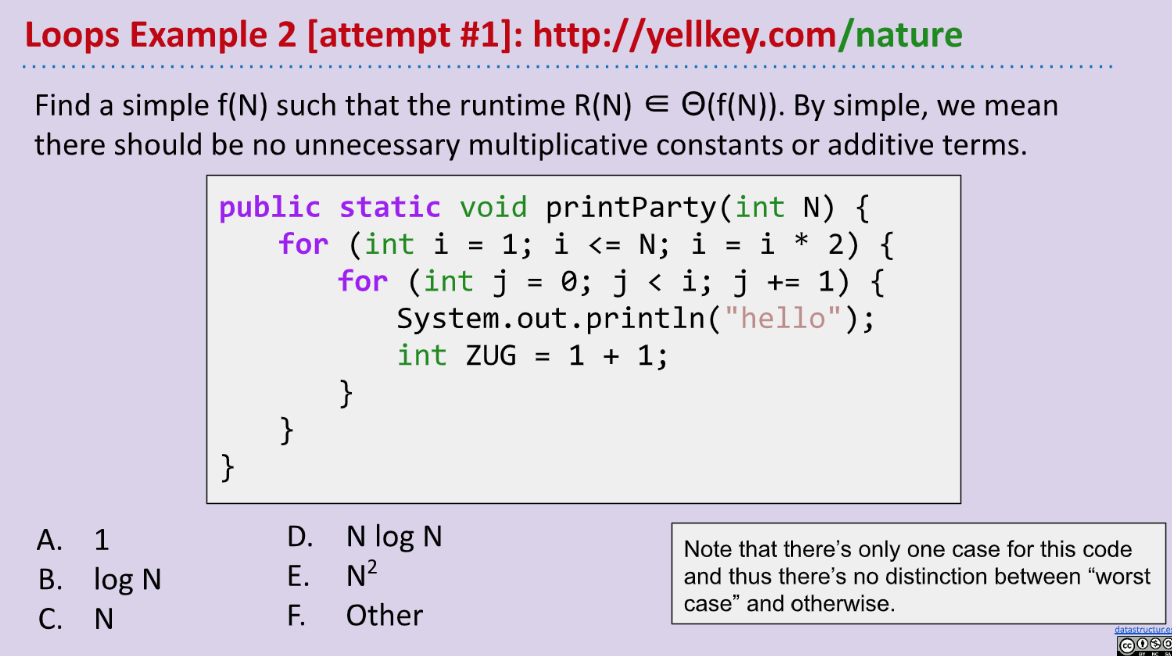 Loops Example 2 [attempt #1]: http://yellkey.com/nature
Find a simple f(N) such that the runtime R(N) ∈ Θ(f(N)). By simple, we mean
there should be no unnecessary multiplicative constants or additive terms.
public static void printParty(int N) {
    for (int i = 1; i <= N; i = i * 2) {
        for (int j = 0; j < i; j += 1) {
            System.out.println("hello");
            int ZUG = 1 + 1;
        }
    }
}
A. 1
B. log N
C. N
D. N log N
E. N²
F. Other
Note that there’s only one case for this code
and thus there’s no distinction between “worst
case” and otherwise.